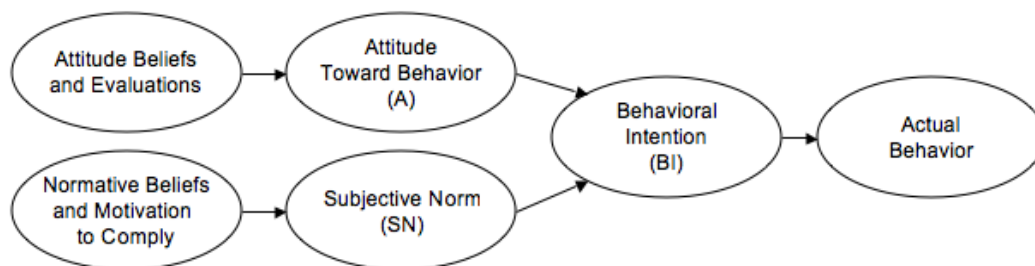 Attitude Beliefs
and Evaluations
Attitude
Toward Behavior
(A)
Normative Beliefs
and Motivation
to Comply
Subjective Norm
(SN)
Behavioral
Intention
(BI)
Actual
Behavior